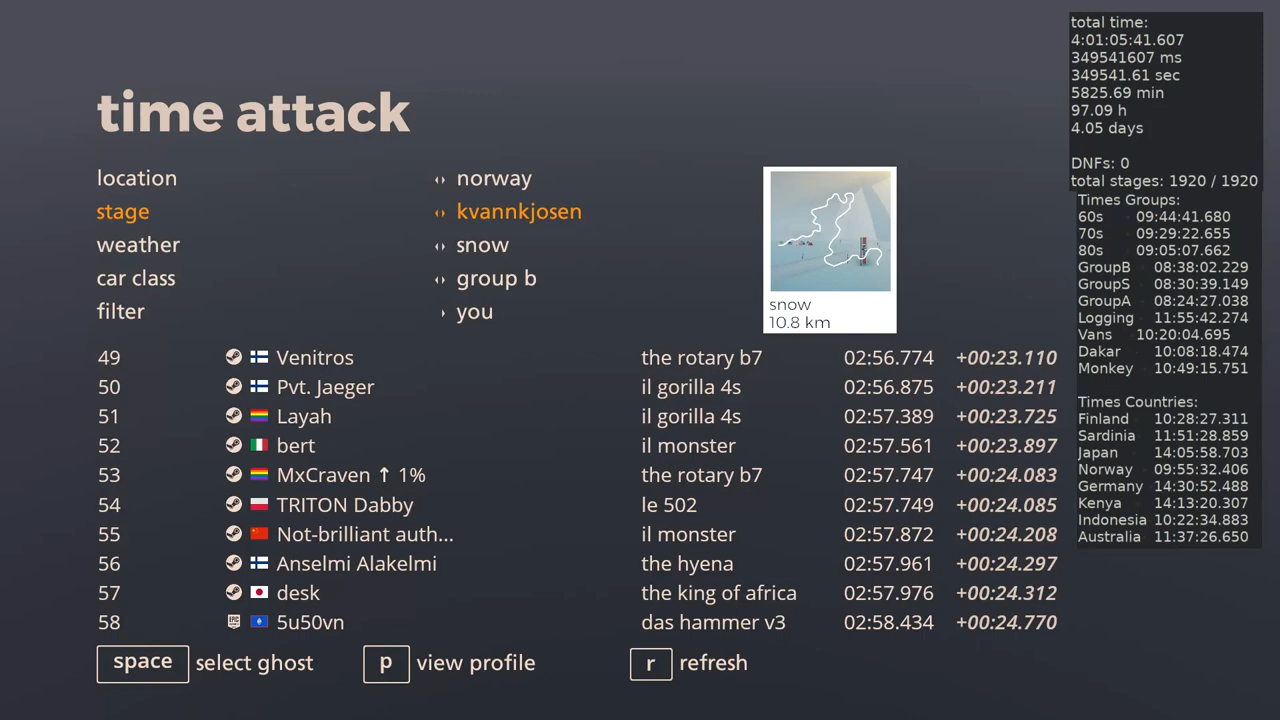 time attack
location norway
stage kvannkjosen
weather snow
car class group b
filter you
snow
10.8 km
49 Venitros the rotary b7 02:56.774 +00:23.110
50 Pvt. Jaeger il gorilla 4s 02:56.875 +00:23.211
51 Layah il gorilla 4s 02:57.389 +00:23.725
52 bert il monster 02:57.561 +00:23.897
53 MxCraven ↑ 1% the rotary b7 02:57.747 +00:24.083
54 TRITON Dabby le 502 02:57.749 +00:24.085
55 Not-brilliant auth... il monster 02:57.872 +00:24.208
56 Anselmi Alakelmi the hyena 02:57.961 +00:24.297
57 desk the king of africa 02:57.976 +00:24.312
58 5u50vn das hammer v3 02:58.434 +00:24.770
space select ghost p view profile r refresh
total time:
4:01:05:41.607
349541607 ms
349541.61 sec
5825.69 min
97.09 h
4.05 days
DNFs: 0
total stages: 1920 / 1920
Times Groups:
60s 09:44:41.680
70s 09:29:22.655
80s 09:05:07.662
GroupB 08:38:02.229
GroupS 08:30:39.149
GroupA 08:24:27.038
Logging 11:55:42.274
Vans 10:20:04.695
Dakar 10:08:18.474
Monkey 10:49:15.751
Times Countries:
Finland 10:28:27.311
Sardinia 11:51:28.859
Japan 14:05:58.703
Norway 09:55:32.406
Germany 14:30:52.488
Kenya 14:13:20.307
Indonesia 10:22:34.883
Australia 11:37:26.650